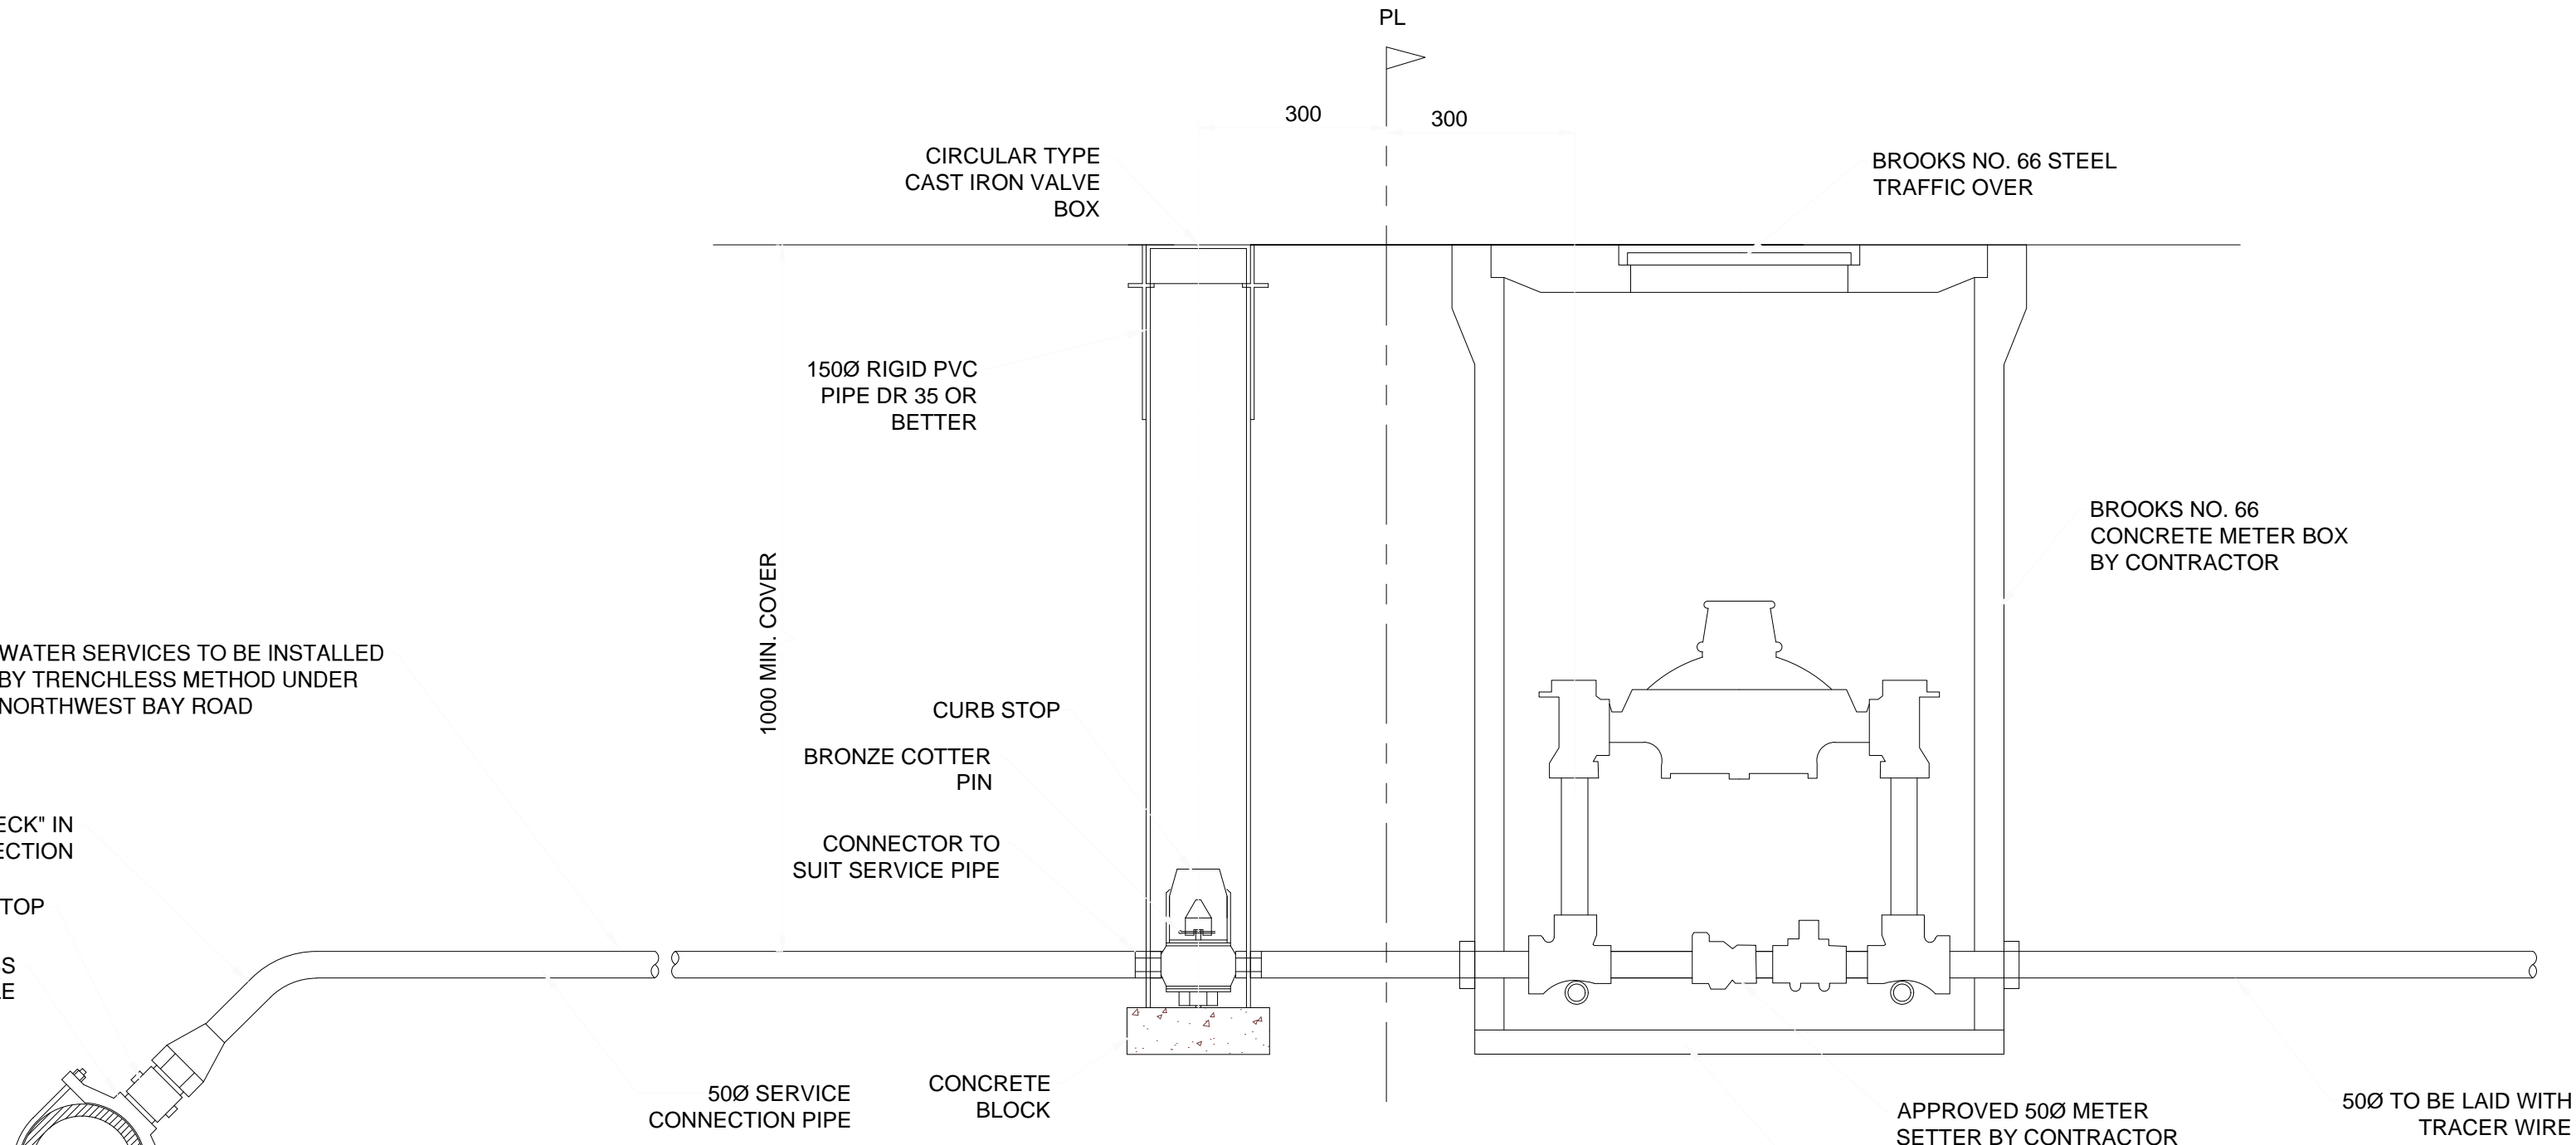 PL
300
300
CIRCULAR TYPE
CAST IRON VALVE
BOX
BROOKS NO. 66 STEEL
TRAFFIC OVER
150Ø RIGID PVC
PIPE DR 35 OR
BETTER
1000 MIN. COVER
BROOKS NO. 66
CONCRETE METER BOX
BY CONTRACTOR
WATER SERVICES TO BE INSTALLED
BY TRENCHLESS METHOD UNDER
NORTHWEST BAY ROAD
CURB STOP
BRONZE COTTER
PIN
CONNECTOR TO
SUIT SERVICE PIPE
ECK" IN
ECTION
TOP
S
LE
50Ø SERVICE
CONNECTION PIPE
CONCRETE
BLOCK
APPROVED 50Ø METER
SETTER BY CONTRACTOR
50Ø TO BE LAID WITH
TRACER WIRE